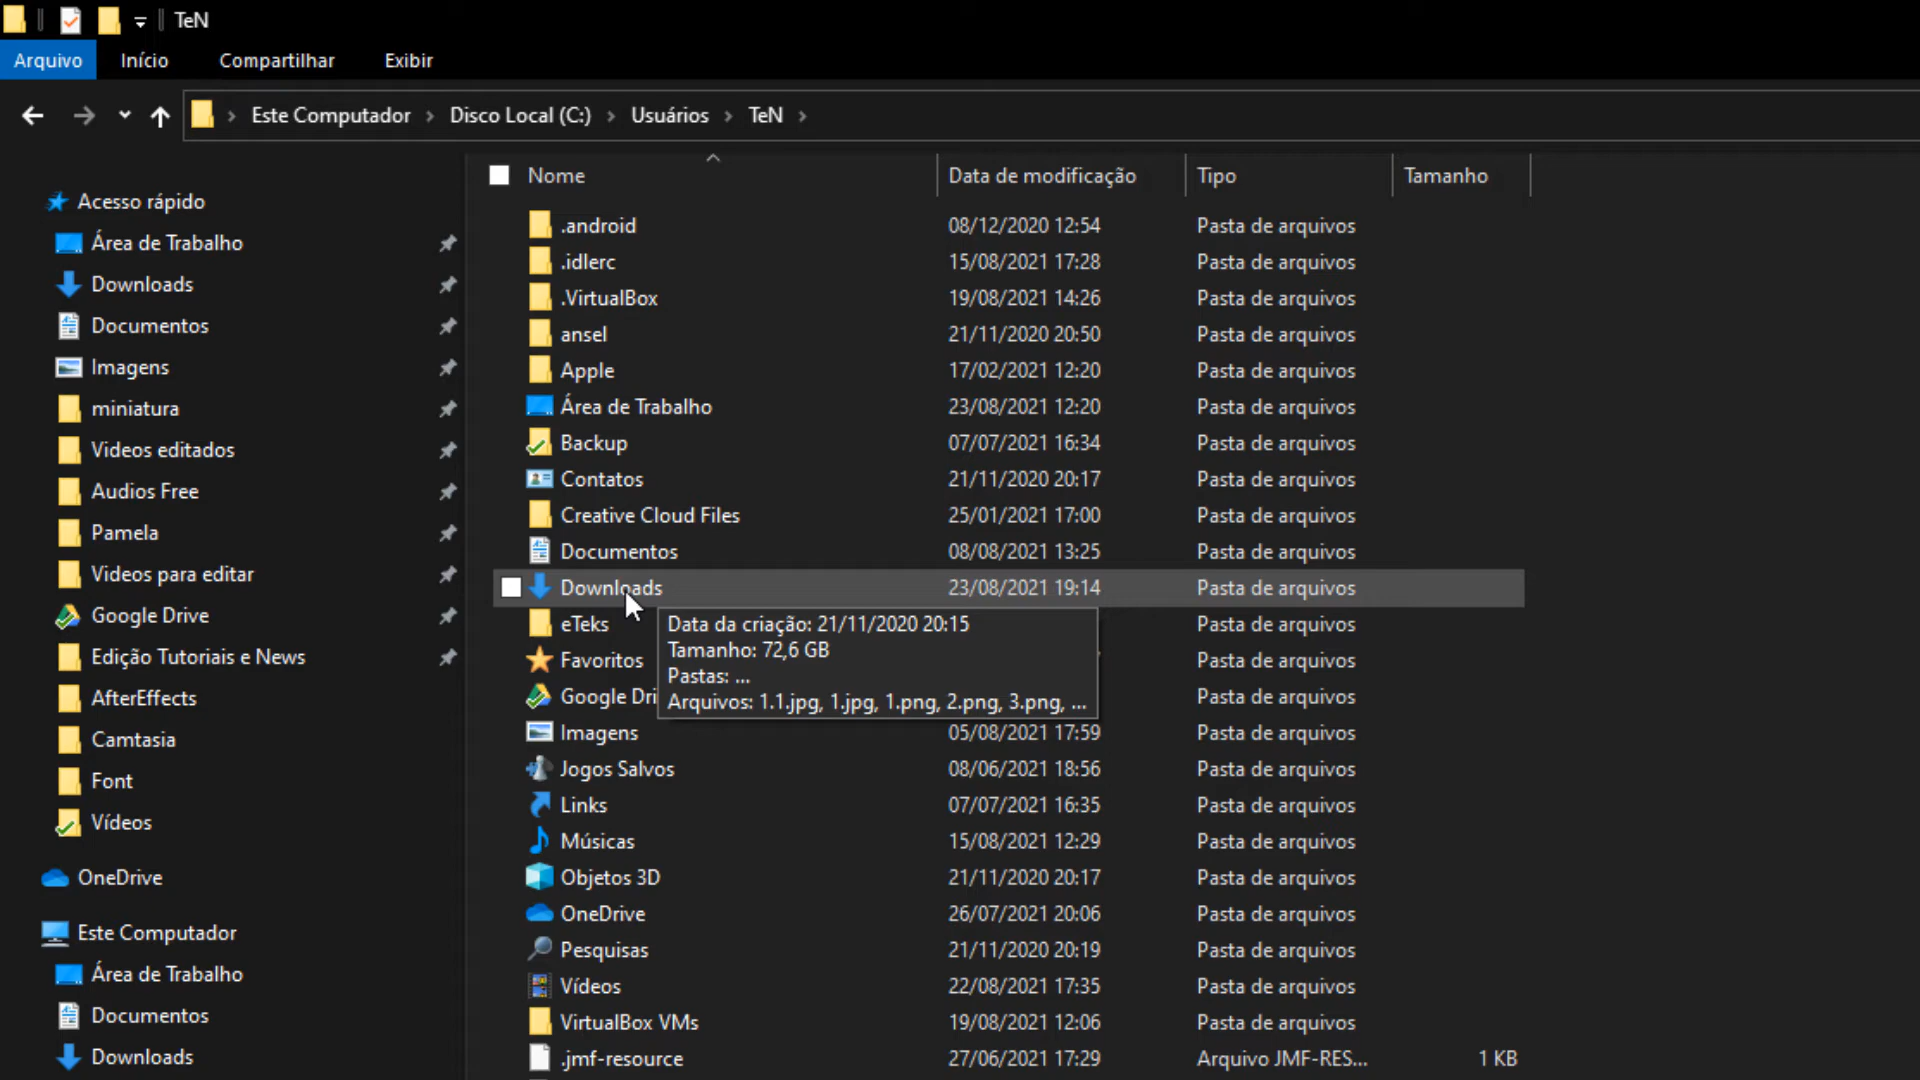 TeN
Arquivo Início Compartilhar Exibir
Este Computador Disco Local (C:) Usuários TeN
Nome Data de modificação Tipo Tamanho
Acesso rápido
Área de Trabalho
Downloads
Documentos
Imagens
miniatura
Videos editados
Audios Free
Pamela
Videos para editar
Google Drive
Edição Tutoriais e News
AfterEffects
Camtasia
Font
Vídeos
OneDrive
Este Computador
Área de Trabalho
Documentos
Downloads
.android 08/12/2020 12:54 Pasta de arquivos
.idlerc 15/08/2021 17:28 Pasta de arquivos
.VirtualBox 19/08/2021 14:26 Pasta de arquivos
ansel 21/11/2020 20:50 Pasta de arquivos
Apple 17/02/2021 12:20 Pasta de arquivos
Área de Trabalho 23/08/2021 12:20 Pasta de arquivos
Backup 07/07/2021 16:34 Pasta de arquivos
Contatos 21/11/2020 20:17 Pasta de arquivos
Creative Cloud Files 25/01/2021 17:00 Pasta de arquivos
Documentos 08/08/2021 13:25 Pasta de arquivos
Downloads 23/08/2021 19:14 Pasta de arquivos
eTeks Pasta de arquivos
Favoritos Pasta de arquivos
Google Dri Pasta de arquivos
Data da criação: 21/11/2020 20:15
Tamanho: 72,6 GB
Pastas: ...
Arquivos: 1.1.jpg, 1.jpg, 1.png, 2.png, 3.png, ...
Imagens 05/08/2021 17:59 Pasta de arquivos
Jogos Salvos 08/06/2021 18:56 Pasta de arquivos
Links 07/07/2021 16:35 Pasta de arquivos
Músicas 15/08/2021 12:29 Pasta de arquivos
Objetos 3D 21/11/2020 20:17 Pasta de arquivos
OneDrive 26/07/2021 20:06 Pasta de arquivos
Pesquisas 21/11/2020 20:19 Pasta de arquivos
Vídeos 22/08/2021 17:35 Pasta de arquivos
VirtualBox VMs 19/08/2021 12:06 Pasta de arquivos
.jmf-resource 27/06/2021 17:29 Arquivo JMF-RES... 1 KB